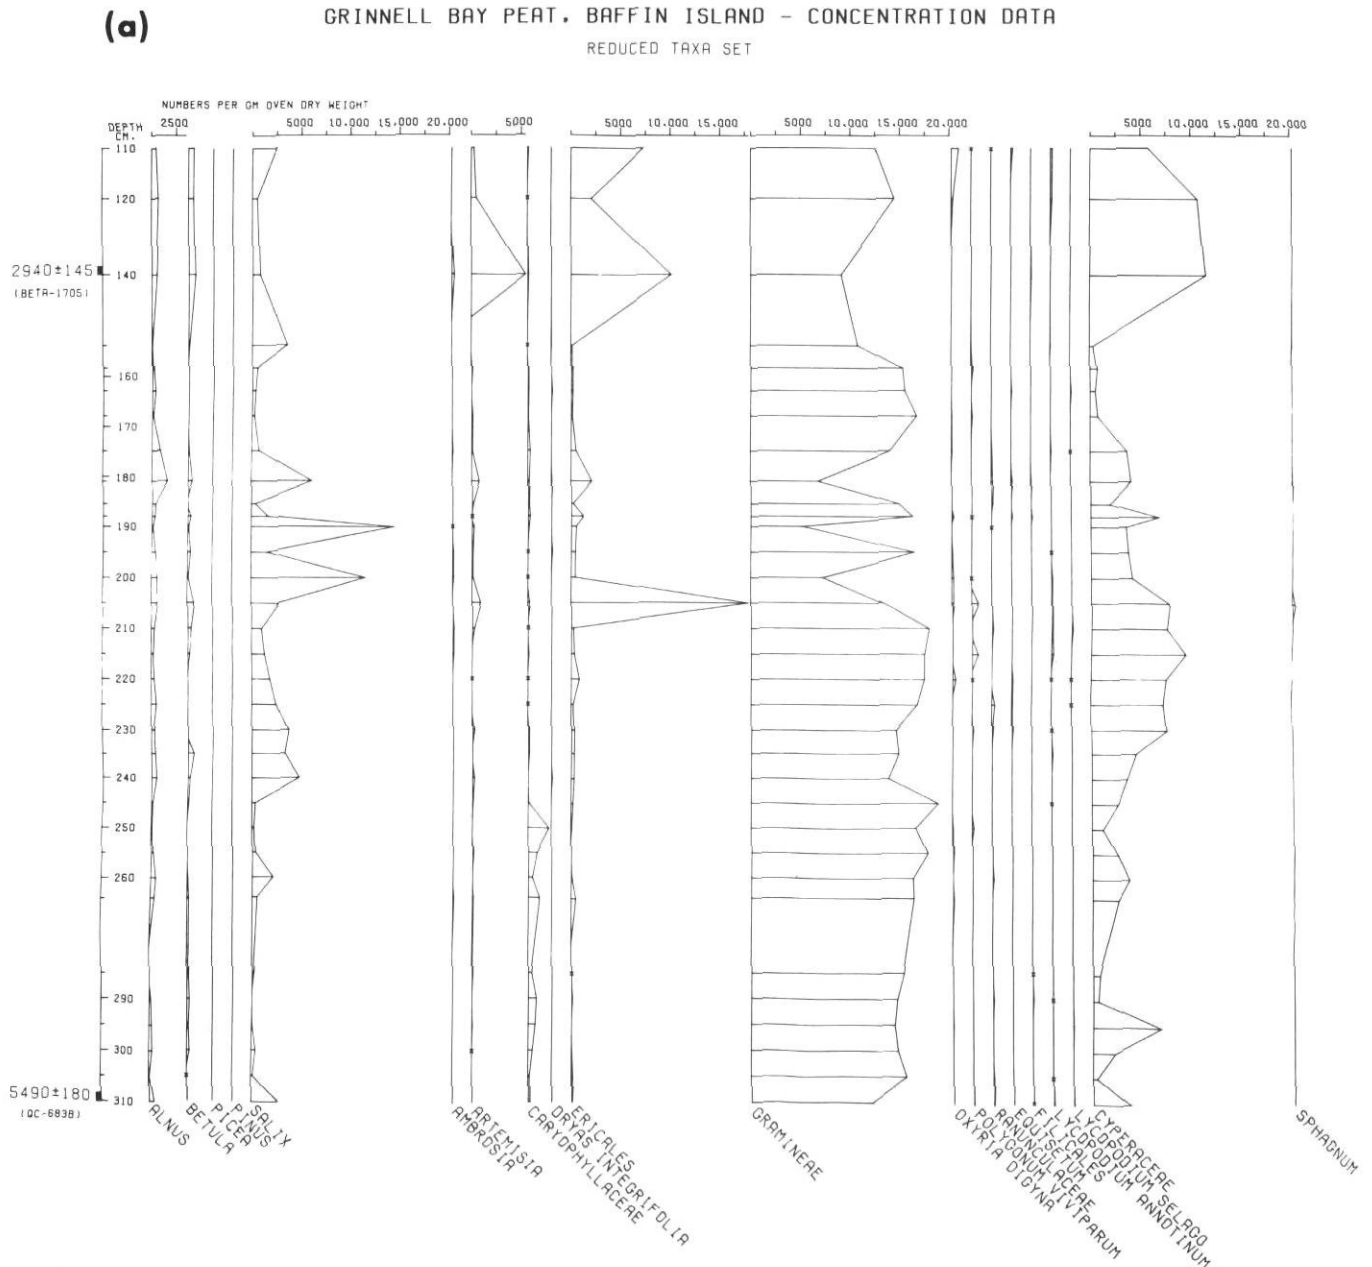 (a)
GRINNELL BAY PEAT, BAFFIN ISLAND - CONCENTRATION DATA
REDUCED TAXA SET
NUMBERS PER GM OVEN DRY WEIGHT
DEPTH CM.
2500 5000 10.000 15.000 20.000 5000 5000 10.000 15.000 5000 10.000 15.000 20.000 5000 10.000 15.000 20.000
110
120
2940±145 140
(BETA-1705)
160
170
180
190
200
210
220
230
240
250
260
290
300
5490±180 310
(QC-683B)
ALNUS
BETULA
PICEA
PINUS
SALIX
AMBROSIA
ARTEMISIA
CARYOPHYLLACEAE
DRYAS INTEGRIFOLIA
ERICALES
GRAMINEAE
OXYRIA DIGYNA
POLYGONUM VIVIPARUM
RANUNCULACEAE
EQUISETUM
FILICALES
LYCOPODIUM ANNOTINUM
LYCOPODIUM SELAGO
CYPERACEAE
SPHAGNUM